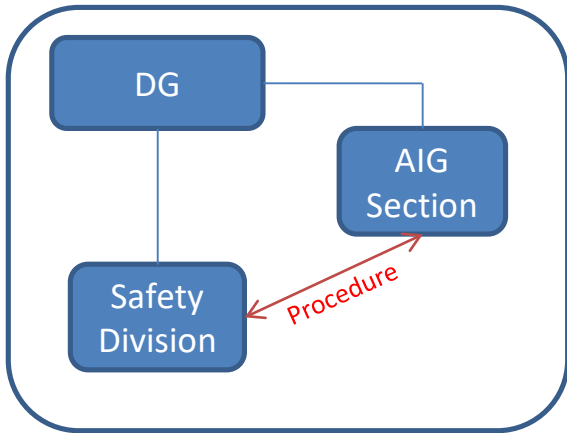 DG
AIG
Section
Safety
Division
Procedure